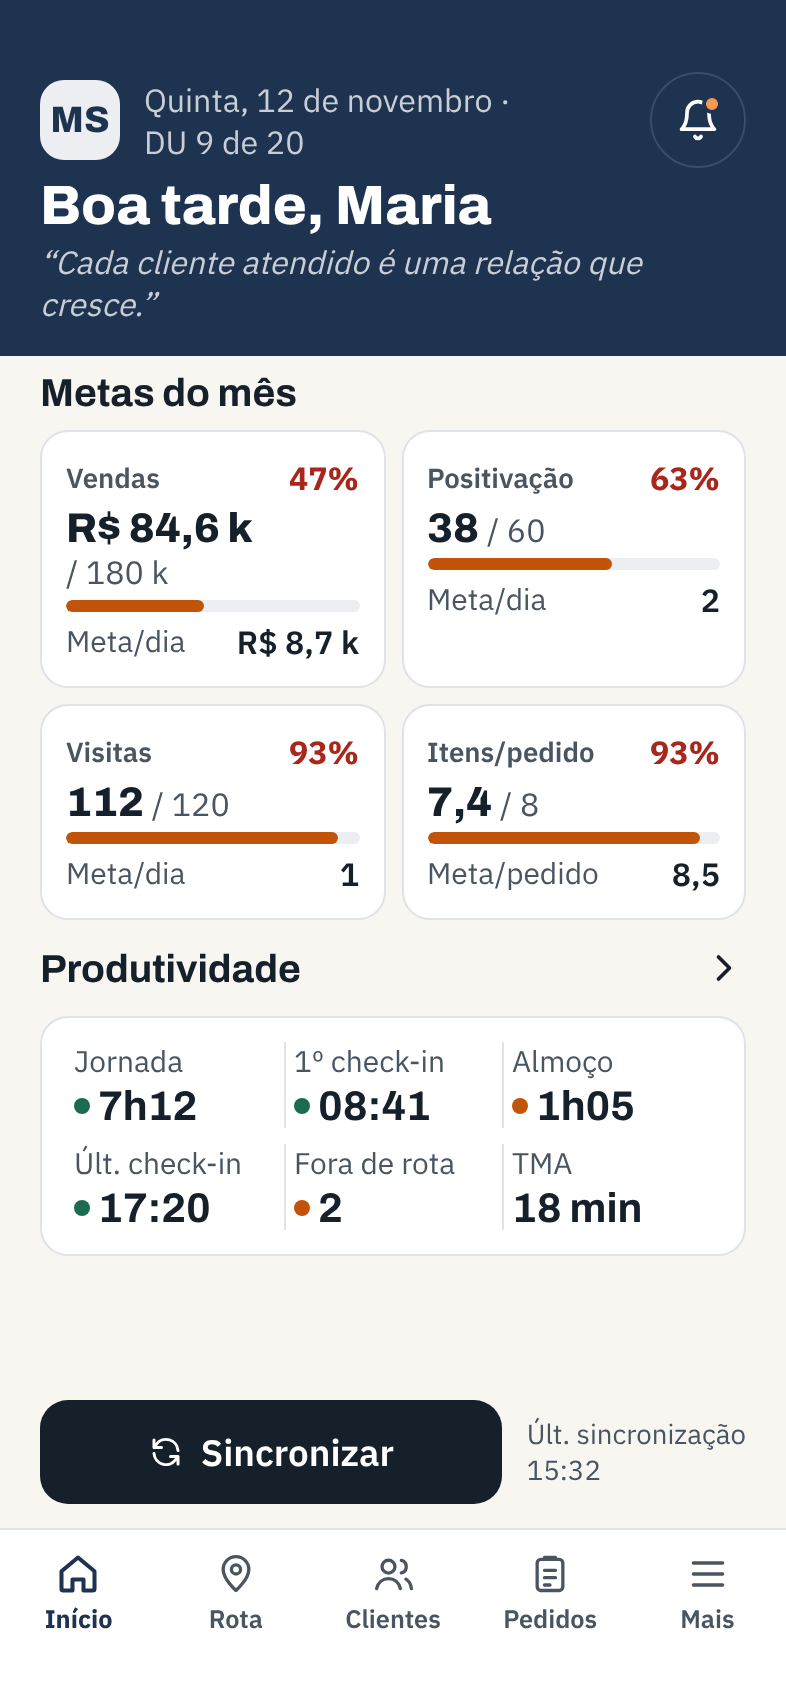 MS
Quinta, 12 de novembro ·
DU 9 de 20
Boa tarde, Maria
“Cada cliente atendido é uma relação que
cresce.”
Metas do mês
Vendas 47%
R$ 84,6 k
/ 180 k
Meta/dia R$ 8,7 k
Positivação 63%
38 / 60
Meta/dia 2
Visitas 93%
112 / 120
Meta/dia 1
Itens/pedido 93%
7,4 / 8
Meta/pedido 8,5
Produtividade
Jornada
7h12
1º check-in
08:41
Almoço
1h05
Últ. check-in
17:20
Fora de rota
2
TMA
18 min
Sincronizar
Últ. sincronização
15:32
Início
Rota
Clientes
Pedidos
Mais